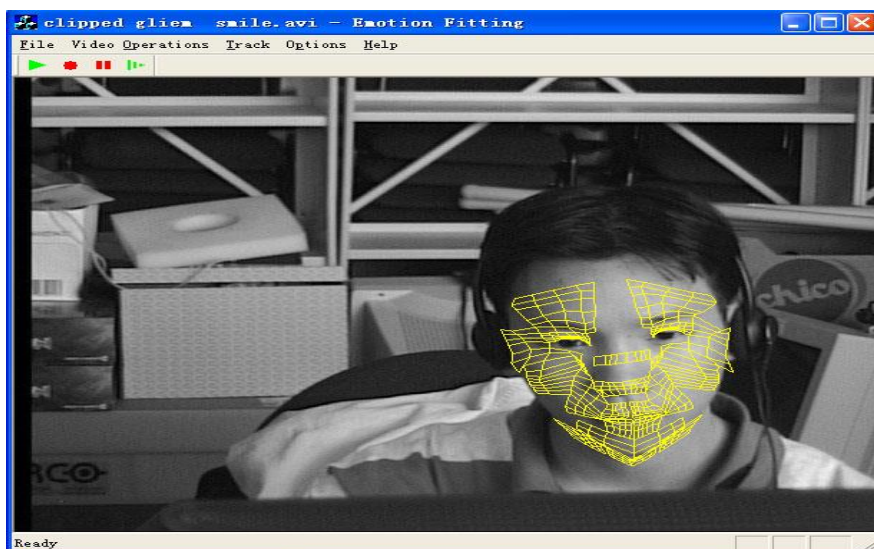 clipped gliem smile.avi - Emotion Fitting
File Video Operations Track Options Help
chico
RCO
Ready